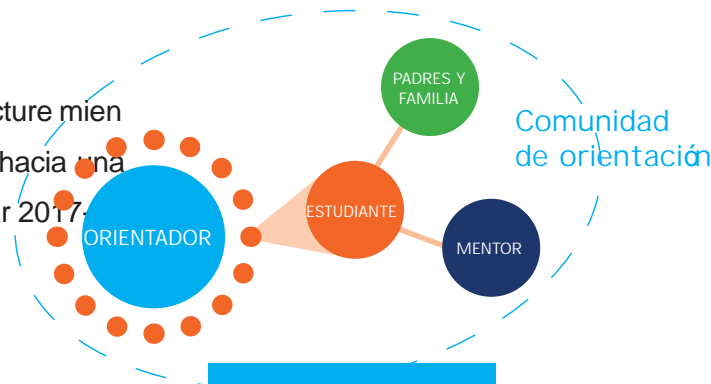 cture mien
hacia una
r 2017-
ORIENTADOR
ESTUDIANTE
PADRES Y
FAMILIA
MENTOR
Comunidad
de orientación